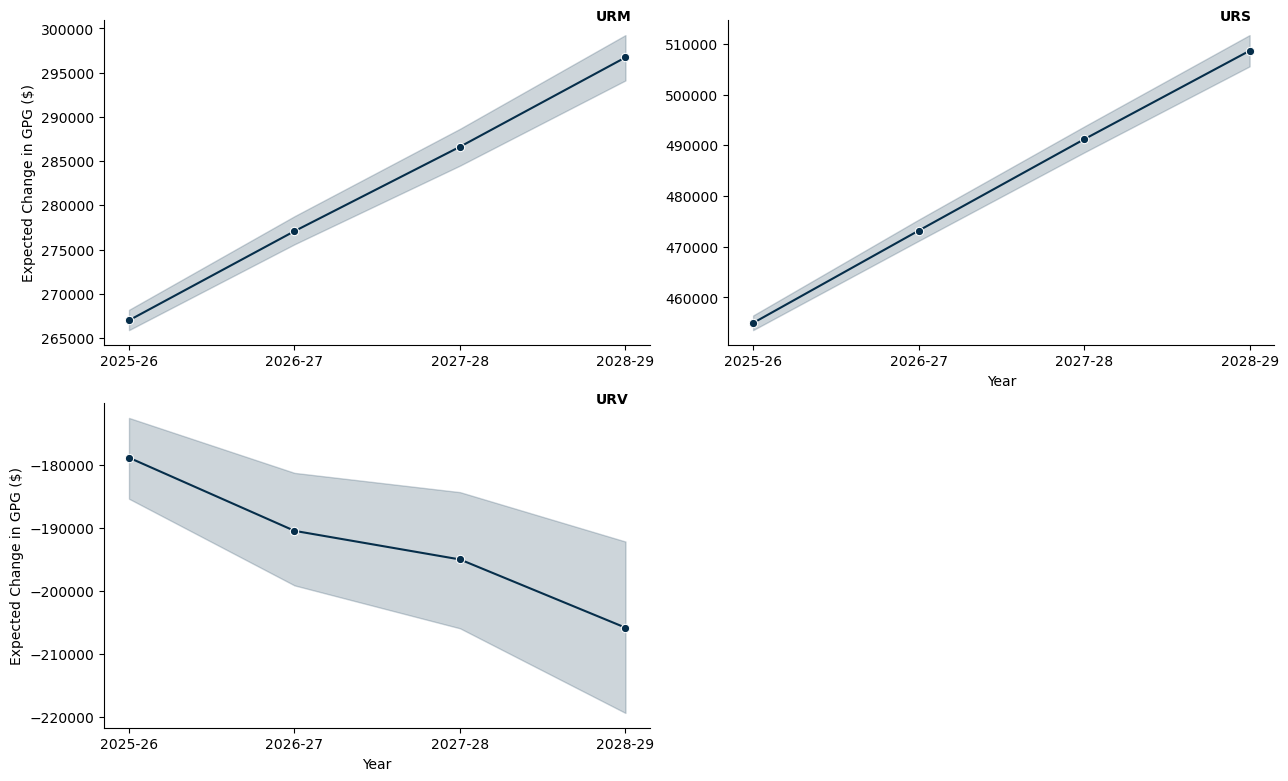 URM
Expected Change in GPG ($)
300000
295000
290000
285000
280000
275000
270000
265000
2025-26 2026-27 2027-28 2028-29
URS
510000
500000
490000
480000
470000
460000
2025-26 2026-27 2027-28 2028-29
Year
URV
Expected Change in GPG ($)
−180000
−190000
−200000
−210000
−220000
2025-26 2026-27 2027-28 2028-29
Year